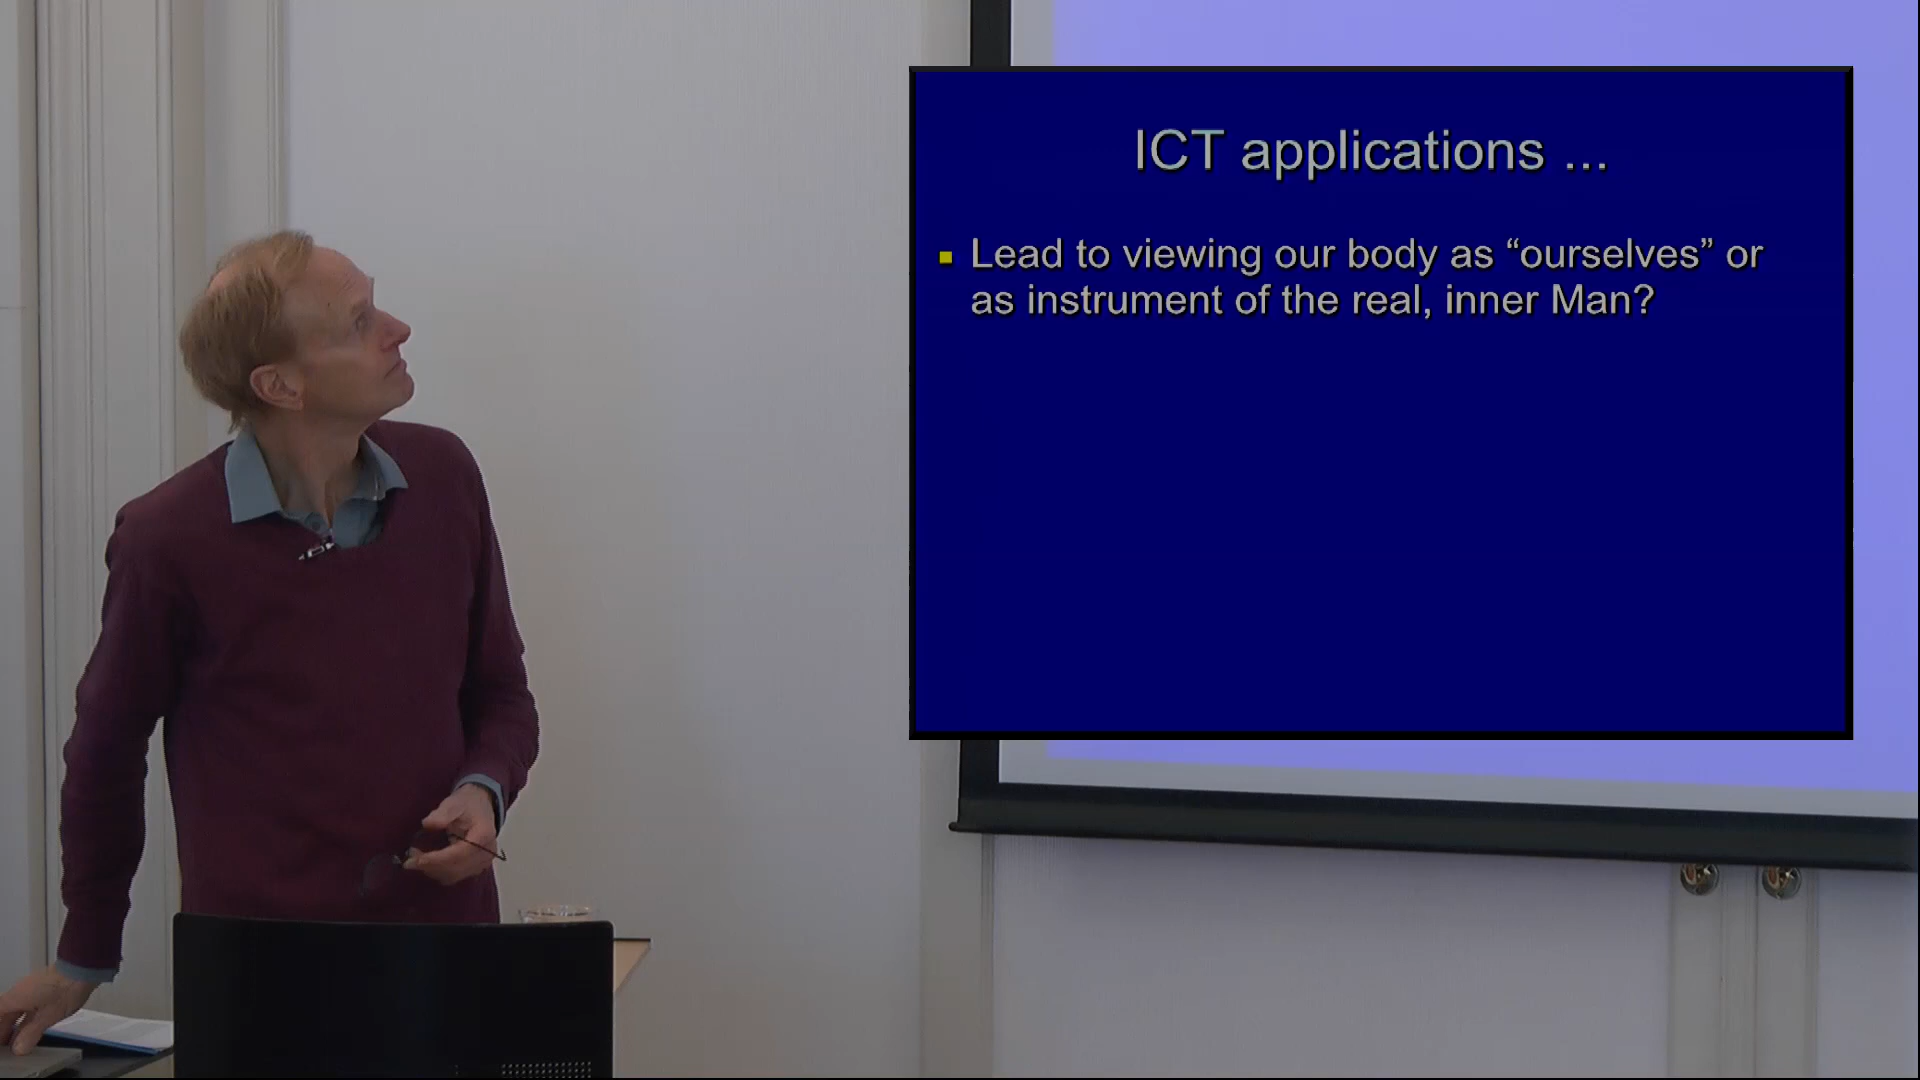 ICT applications ...
Lead to viewing our body as “ourselves” or
as instrument of the real, inner Man?